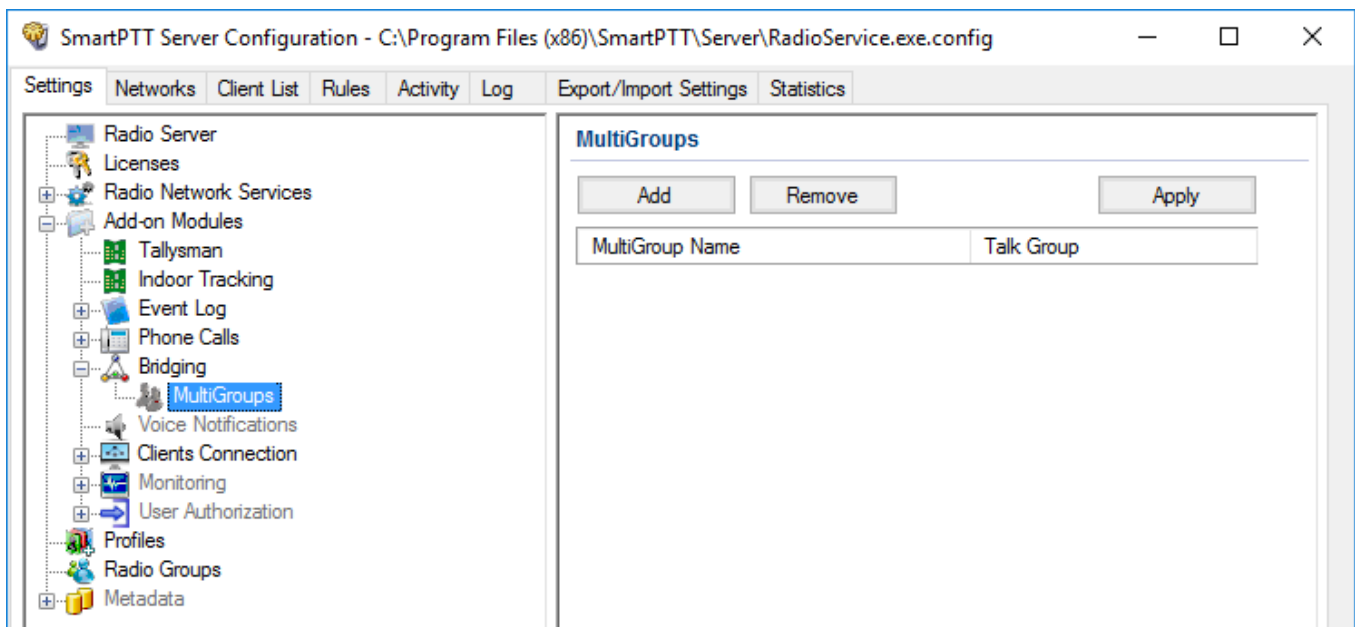 SmartPTT Server Configuration - C:\Program Files (x86)\SmartPTT\Server\RadioService.exe.config
Settings Networks Client List Rules Activity Log Export/Import Settings Statistics
Radio Server
Licenses
Radio Network Services
Add-on Modules
Tallysman
Indoor Tracking
Event Log
Phone Calls
Bridging
MultiGroups
Voice Notifications
Clients Connection
Monitoring
User Authorization
Profiles
Radio Groups
Metadata
MultiGroups
Add Remove Apply
MultiGroup Name Talk Group